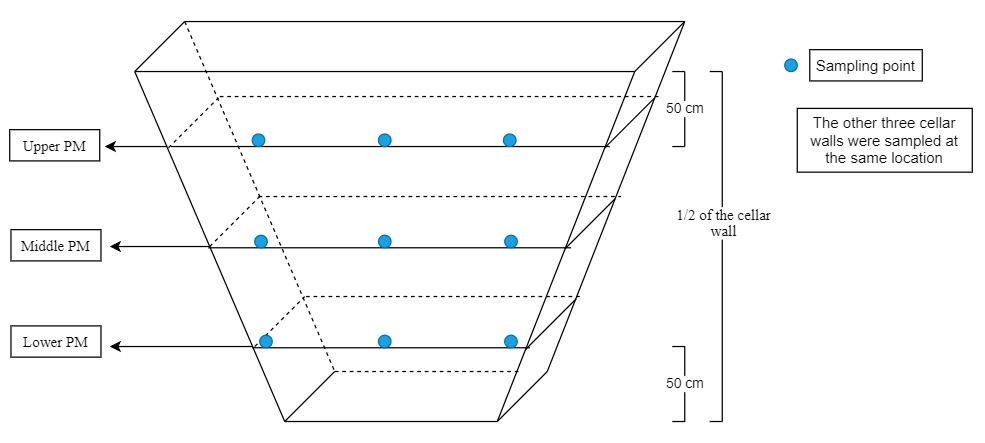 Sampling point
50 cm
The other three cellar
walls were sampled at
the same location
Upper PM
1/2 of the cellar
wall
Middle PM
Lower PM
50 cm